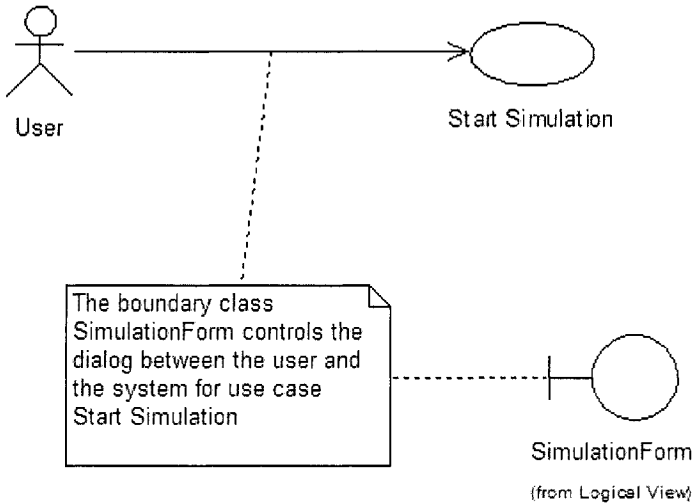 User
Start Simulation
The boundary class
SimulationForm controls the
dialog between the user and
the system for use case
Start Simulation
SimulationForm
(from Logical View)